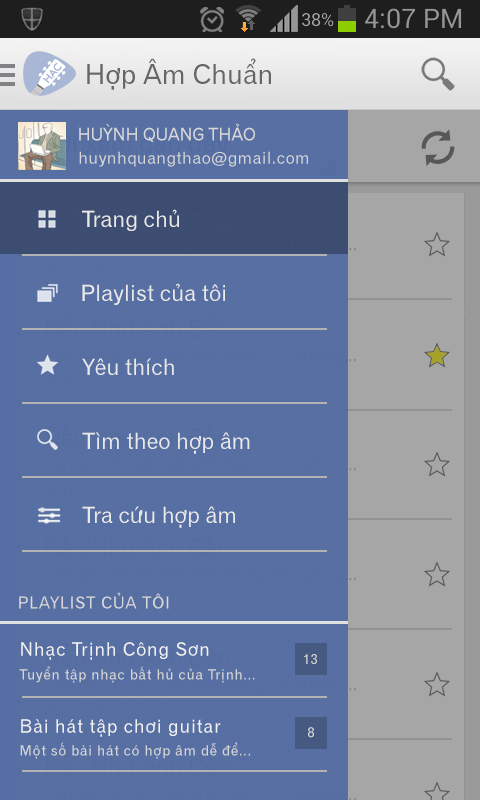 38%
4:07 PM
HAC
Hợp Âm Chuẩn
HUỲNH QUANG THẢO
huynhquangthao@gmail.com
Trang chủ
Playlist của tôi
Yêu thích
Tìm theo hợp âm
Tra cứu hợp âm
PLAYLIST CỦA TÔI
Nhạc Trịnh Công Sơn
13
Tuyển tập nhạc bất hủ của Trịnh...
Bài hát tập chơi guitar
8
Một số bài hát có hợp âm dễ để...